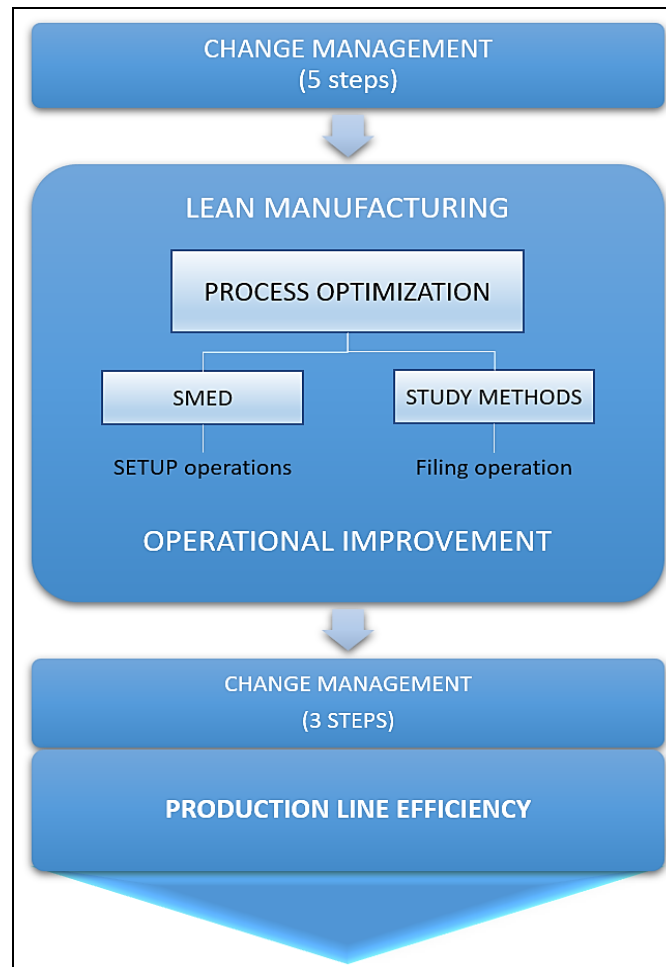 CHANGE MANAGEMENT
(5 steps)
LEAN MANUFACTURING
PROCESS OPTIMIZATION
SMED
STUDY METHODS
SETUP operations
Filing operation
OPERATIONAL IMPROVEMENT
CHANGE MANAGEMENT
(3 STEPS)
PRODUCTION LINE EFFICIENCY